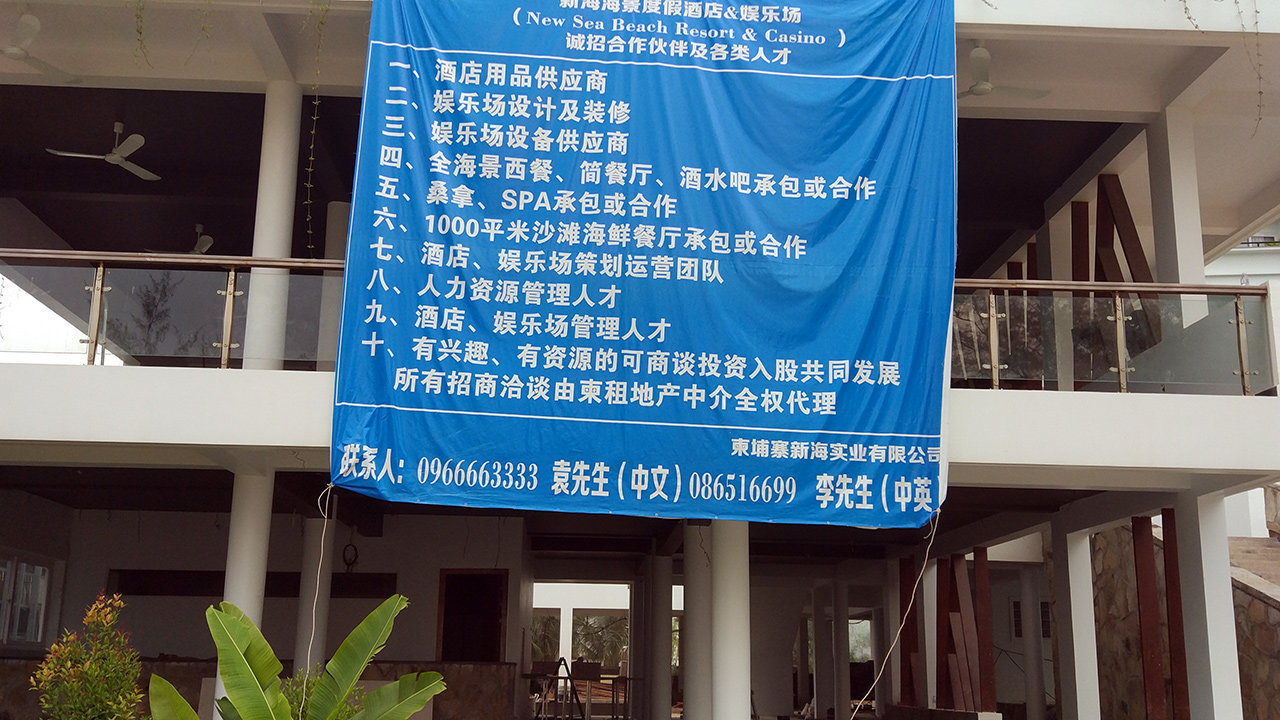 新海海景度假酒店&娱乐场
(New Sea Beach Resort & Casino)
诚招合作伙伴及各类人才
一、酒店用品供应商
二、娱乐场设计及装修
三、娱乐场设备供应商
四、全海景西餐、简餐厅、酒水吧承包或合作
五、桑拿、SPA承包或合作
六、1000平米沙滩海鲜餐厅承包或合作
七、酒店、娱乐场策划运营团队
八、人力资源管理人才
九、酒店、娱乐场管理人才
十、有兴趣、有资源的可商谈投资入股共同发展
所有招商洽谈由柬租地产中介全权代理
柬埔寨新海实业有限公司
联系人：0966663333 袁先生(中文)086516699 李先生(中英